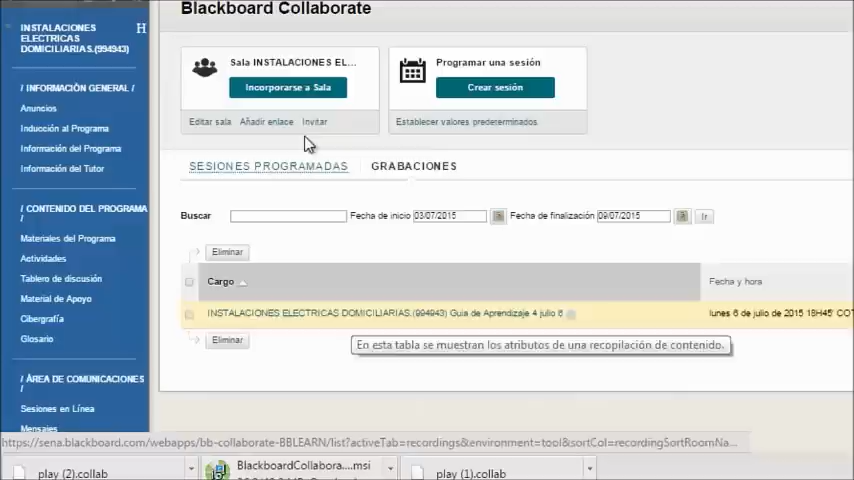 Blackboard Collaborate
INSTALACIONES
ELECTRICAS
DOMICILIARIAS.(994943)
H
/ INFORMACIÓN GENERAL /
Anuncios
Inducción al Programa
Información del Programa
Información del Tutor
/ CONTENIDO DEL PROGRAMA
/
Materiales del Programa
Actividades
Tablero de discusión
Material de Apoyo
Cibergrafía
Glosario
/ ÁREA DE COMUNICACIONES
/
Sesiones en Línea
Mensajes
Sala INSTALACIONES EL...
Incorporarse a Sala
Editar sala Añadir enlace Invitar
Programar una sesión
Crear sesión
Establecer valores predeterminados
SESIONES PROGRAMADAS GRABACIONES
Buscar Fecha de inicio 03/07/2015 Fecha de finalización 09/07/2015 Ir
Eliminar
Cargo Fecha y hora
INSTALACIONES ELECTRICAS DOMICILIARIAS.(994943) Guia de Aprendizaje 4 julio 6 lunes 6 de julio de 2015 18H45' COT
Eliminar
En esta tabla se muestran los atributos de una recopilación de contenido.
https://sena.blackboard.com/webapps/bb-collaborate-BBLEARN/list?activeTab=recordings&environment=tool&sortCol=recordingSortRoomNa...
play (2).collab
BlackboardCollabora....msi
play (1).collab